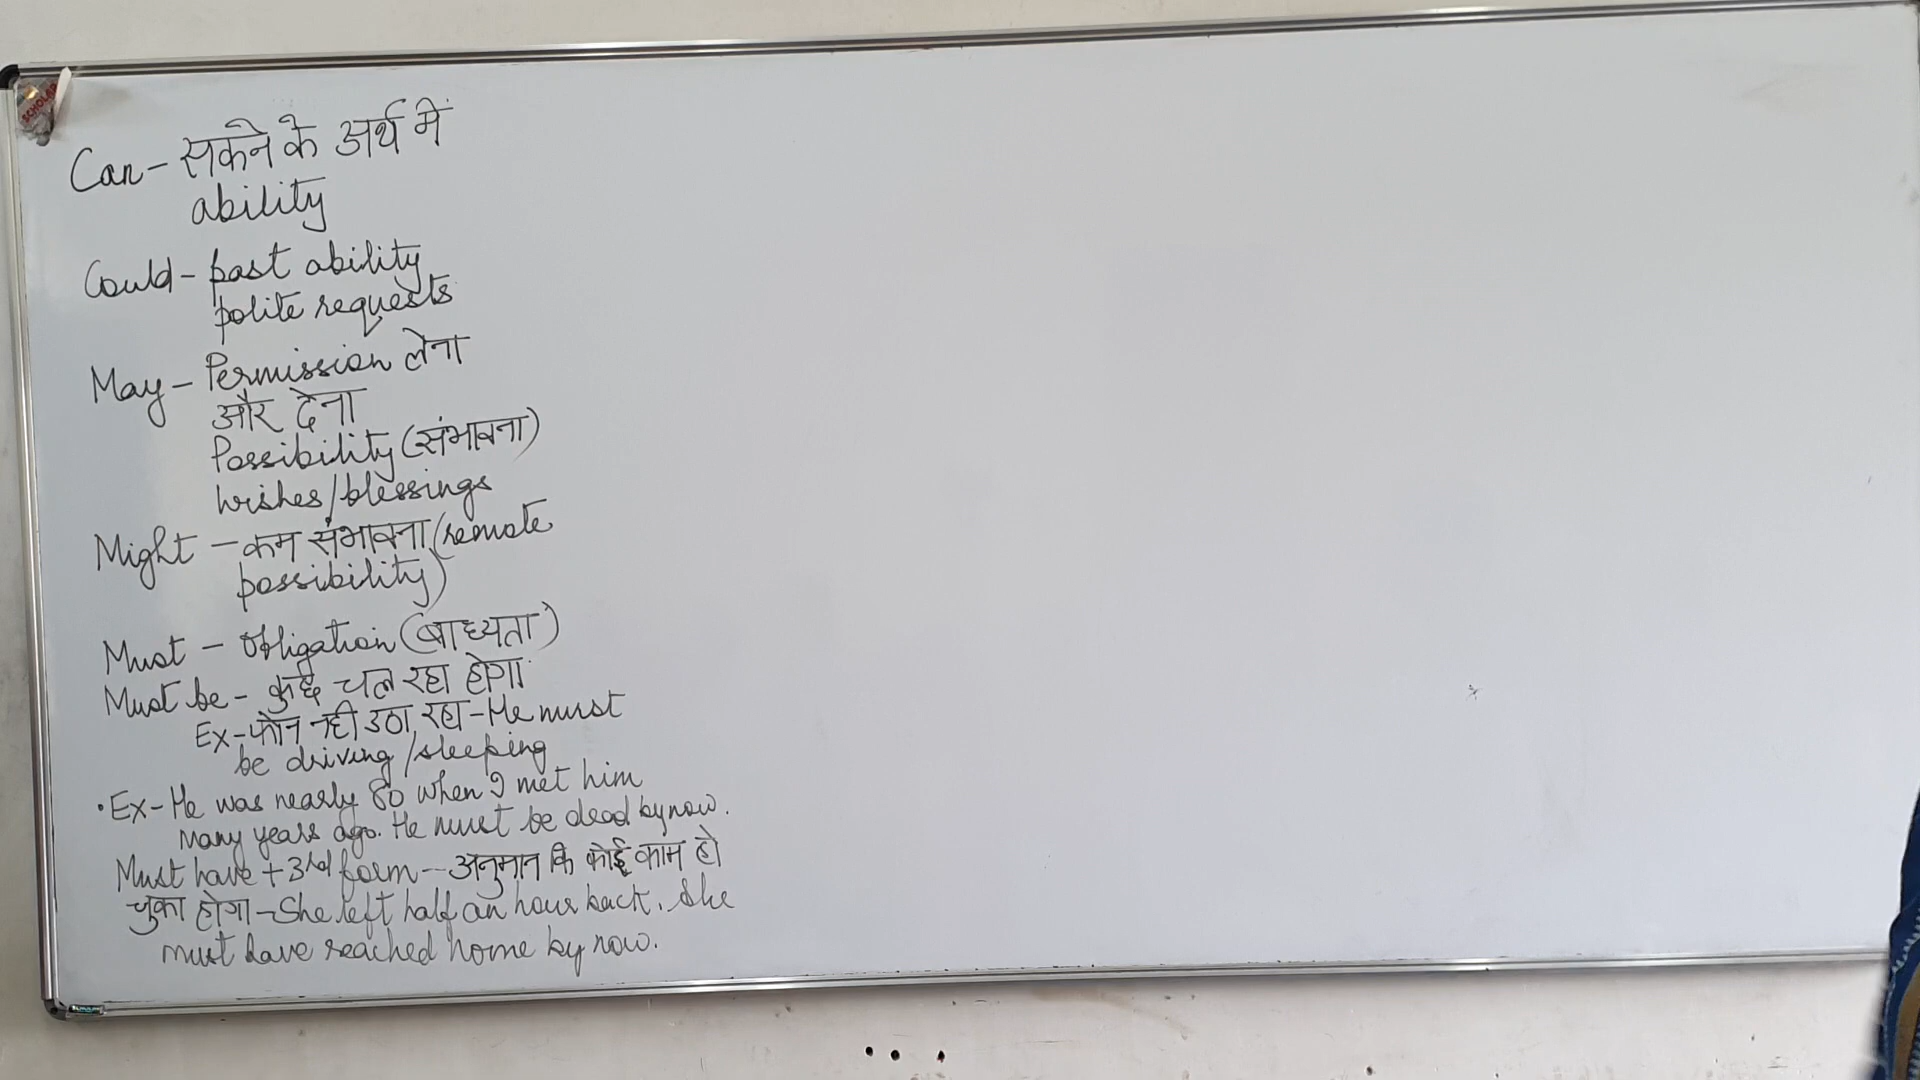 SCHOLAR
Can - सकने के अर्थ में
ability
Could - past ability
polite requests
May - Permission लेना
और देना
Possibility (संभावना)
wishes/blessings
Might - कम संभावना (remote
possibility)
Must - Obligation (बाध्यता)
Must be - कुछ चल रहा होगा
Ex - फोन नही उठा रहा - He must
be driving/sleeping
• Ex - He was nearly 80 when I met him
many years ago. He must be dead by now.
Must have + 3rd form -- अनुमान कि कोई काम हो
चुका होगा - She left half an hour back. She
must have reached home by now.